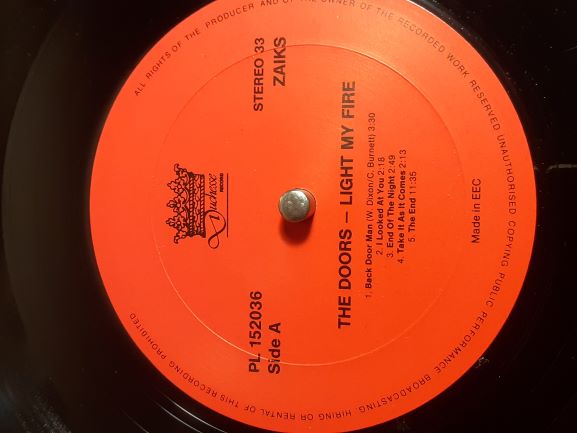 ALL RIGHTS OF THE PRODUCER AND OF THE OWNER OF THE RECORDED WORK RESERVED UNAUTHORISED COPYING PUBLIC PERFORMANCE BROADCASTING HIRING OR RENTAL OF THIS RECORDING PROHIBITED
Duchesse
RECORDS
PL 152036
Side A
STEREO 33
ZAIKS
THE DOORS – LIGHT MY FIRE
1. Back Door Man (W. Dixon/C. Burnett) 3:30
2. I Looked At You 2:18
3. End Of The Night 2:49
4. Take It As It Comes 2:13
5. The End 11:35
Made in EEC